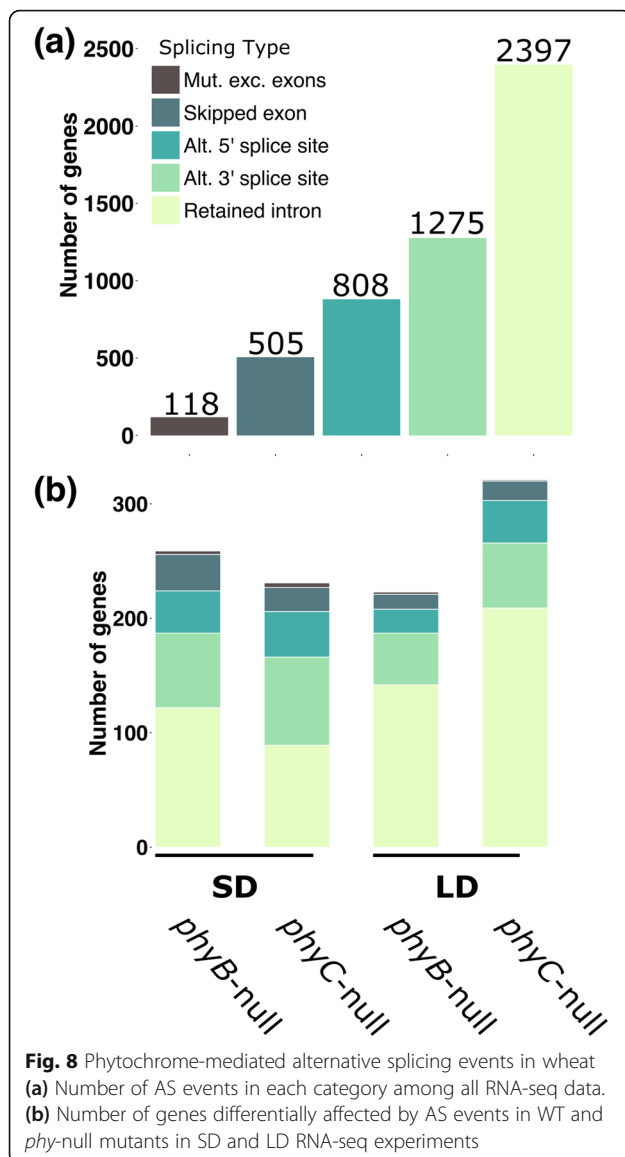 (a)
Splicing Type
Mut. exc. exons
Skipped exon
Alt. 5' splice site
Alt. 3' splice site
Retained intron
Number of genes
2500
2000
1500
1000
500
0
118
505
808
1275
2397
(b)
Number of genes
300
200
100
0
SD
LD
phyB-null
phyC-null
phyB-null
phyC-null
Fig. 8 Phytochrome-mediated alternative splicing events in wheat
(a) Number of AS events in each category among all RNA-seq data.
(b) Number of genes differentially affected by AS events in WT and
phy-null mutants in SD and LD RNA-seq experiments